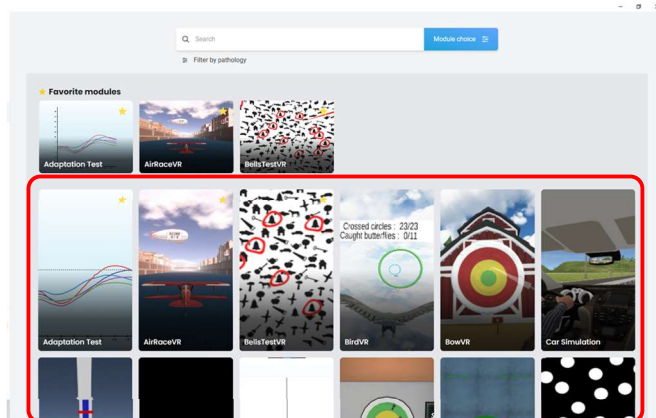 Search
Module choice
Filter by pathology
Favorite modules
Adaptation Test
AirRaceVR
BellsTestVR
Adaptation Test
AirRaceVR
BellsTestVR
Crossed circles : 23/23
Caught butterflies : 0/11
BirdVR
BowVR
Car Simulation